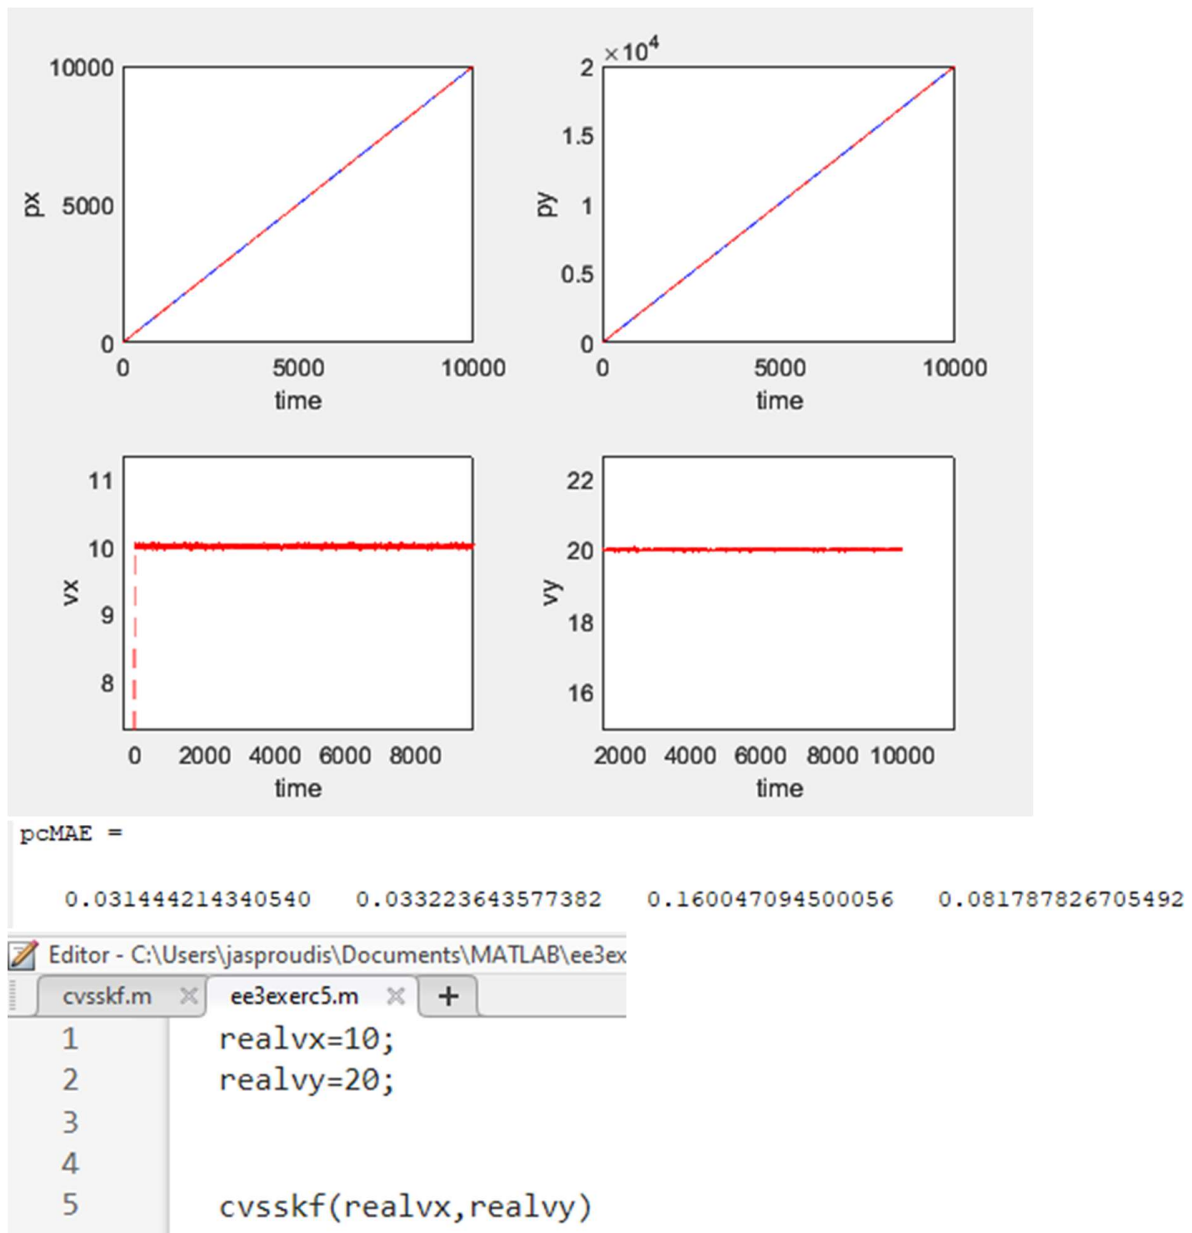 ×10⁴
10000
5000
0
px
0 5000 10000
time
2
1.5
1
0.5
0
py
0 5000 10000
time
11
10
9
8
vx
0 2000 4000 6000 8000
time
22
20
18
16
vy
2000 4000 6000 8000 10000
time
pcMAE =
0.031444214340540 0.033223643577382 0.160047094500056 0.081787826705492
Editor - C:\Users\jasproudis\Documents\MATLAB\ee3ex
cvsskf.m × ee3exerc5.m × +
1 realvx=10;
2 realvy=20;
3
4
5 cvsskf(realvx,realvy)